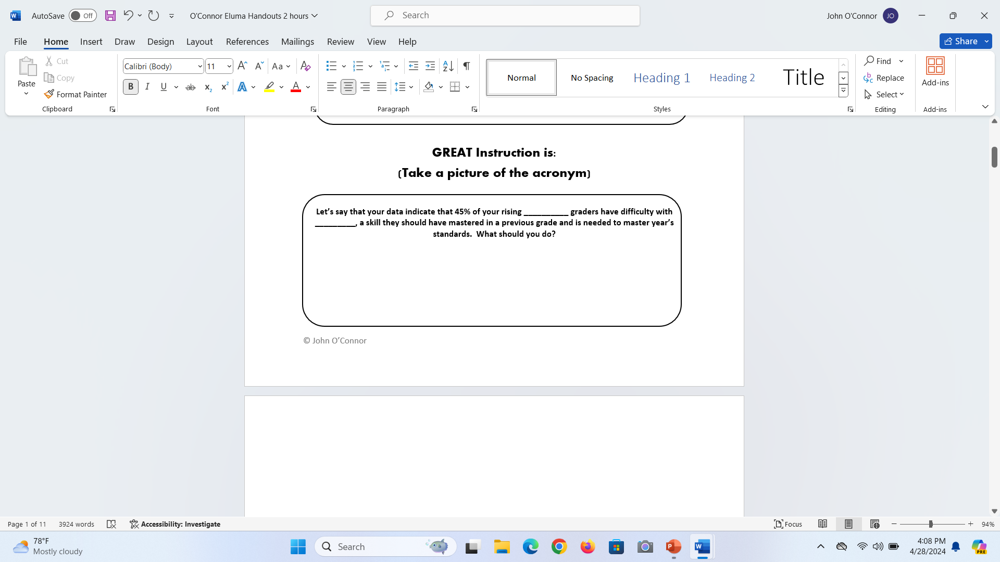 AutoSave Off O'Connor Eluma Handouts 2 hours Search John O'Connor JO
File Home Insert Draw Design Layout References Mailings Review View Help Share
Paste Cut Copy Format Painter
Clipboard
Calibri (Body) 11 Aa
B I U ab x2 x2 A A
Font
Paragraph
Normal No Spacing Heading 1 Heading 2 Title
Styles
Find
Replace
Select
Editing
Add-ins
Add-ins
GREAT Instruction is:
(Take a picture of the acronym)
Let’s say that your data indicate that 45% of your rising __________ graders have difficulty with
_________, a skill they should have mastered in a previous grade and is needed to master year’s
standards.  What should you do?
© John O’Connor
Page 1 of 11 3924 words Accessibility: Investigate Focus 94%
78°F
Mostly cloudy
Search
4:08 PM
4/28/2024
PRE